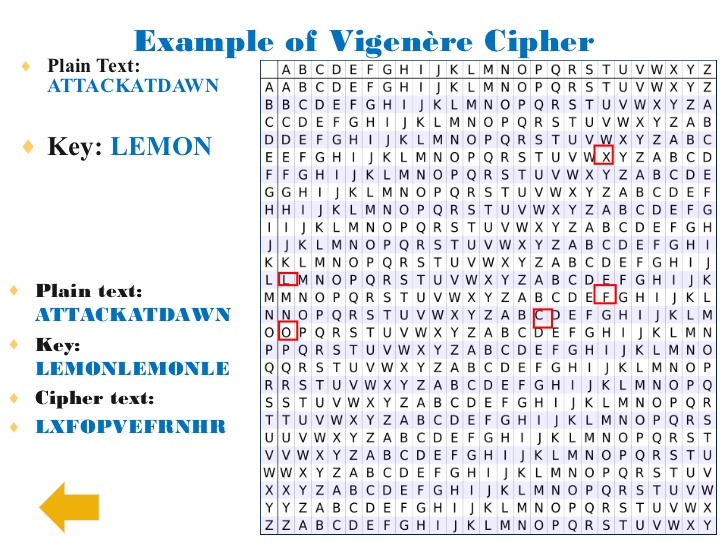 Example of Vigenère Cipher
Plain Text:
ATTACKATDAWN
Key: LEMON
Plain text:
ATTACKATDAWN
Key:
LEMONLEMONLE
Cipher text:
LXFOPVEFRNHR
A B C D E F G H I J K L M N O P Q R S T U V W X Y Z
A A B C D E F G H I J K L M N O P Q R S T U V W X Y Z
B B C D E F G H I J K L M N O P Q R S T U V W X Y Z A
C C D E F G H I J K L M N O P Q R S T U V W X Y Z A B
D D E F G H I J K L M N O P Q R S T U V W X Y Z A B C
E E F G H I J K L M N O P Q R S T U V W X Y Z A B C D
F F G H I J K L M N O P Q R S T U V W X Y Z A B C D E
G G H I J K L M N O P Q R S T U V W X Y Z A B C D E F
H H I J K L M N O P Q R S T U V W X Y Z A B C D E F G
I I J K L M N O P Q R S T U V W X Y Z A B C D E F G H
J J K L M N O P Q R S T U V W X Y Z A B C D E F G H I
K K L M N O P Q R S T U V W X Y Z A B C D E F G H I J
L L M N O P Q R S T U V W X Y Z A B C D E F G H I J K
M M N O P Q R S T U V W X Y Z A B C D E F G H I J K L
N N O P Q R S T U V W X Y Z A B C D E F G H I J K L M
O O P Q R S T U V W X Y Z A B C D E F G H I J K L M N
P P Q R S T U V W X Y Z A B C D E F G H I J K L M N O
Q Q R S T U V W X Y Z A B C D E F G H I J K L M N O P
R R S T U V W X Y Z A B C D E F G H I J K L M N O P Q
S S T U V W X Y Z A B C D E F G H I J K L M N O P Q R
T T U V W X Y Z A B C D E F G H I J K L M N O P Q R S
U U V W X Y Z A B C D E F G H I J K L M N O P Q R S T
V V W X Y Z A B C D E F G H I J K L M N O P Q R S T U
W W X Y Z A B C D E F G H I J K L M N O P Q R S T U V
X X Y Z A B C D E F G H I J K L M N O P Q R S T U V W
Y Y Z A B C D E F G H I J K L M N O P Q R S T U V W X
Z Z A B C D E F G H I J K L M N O P Q R S T U V W X Y